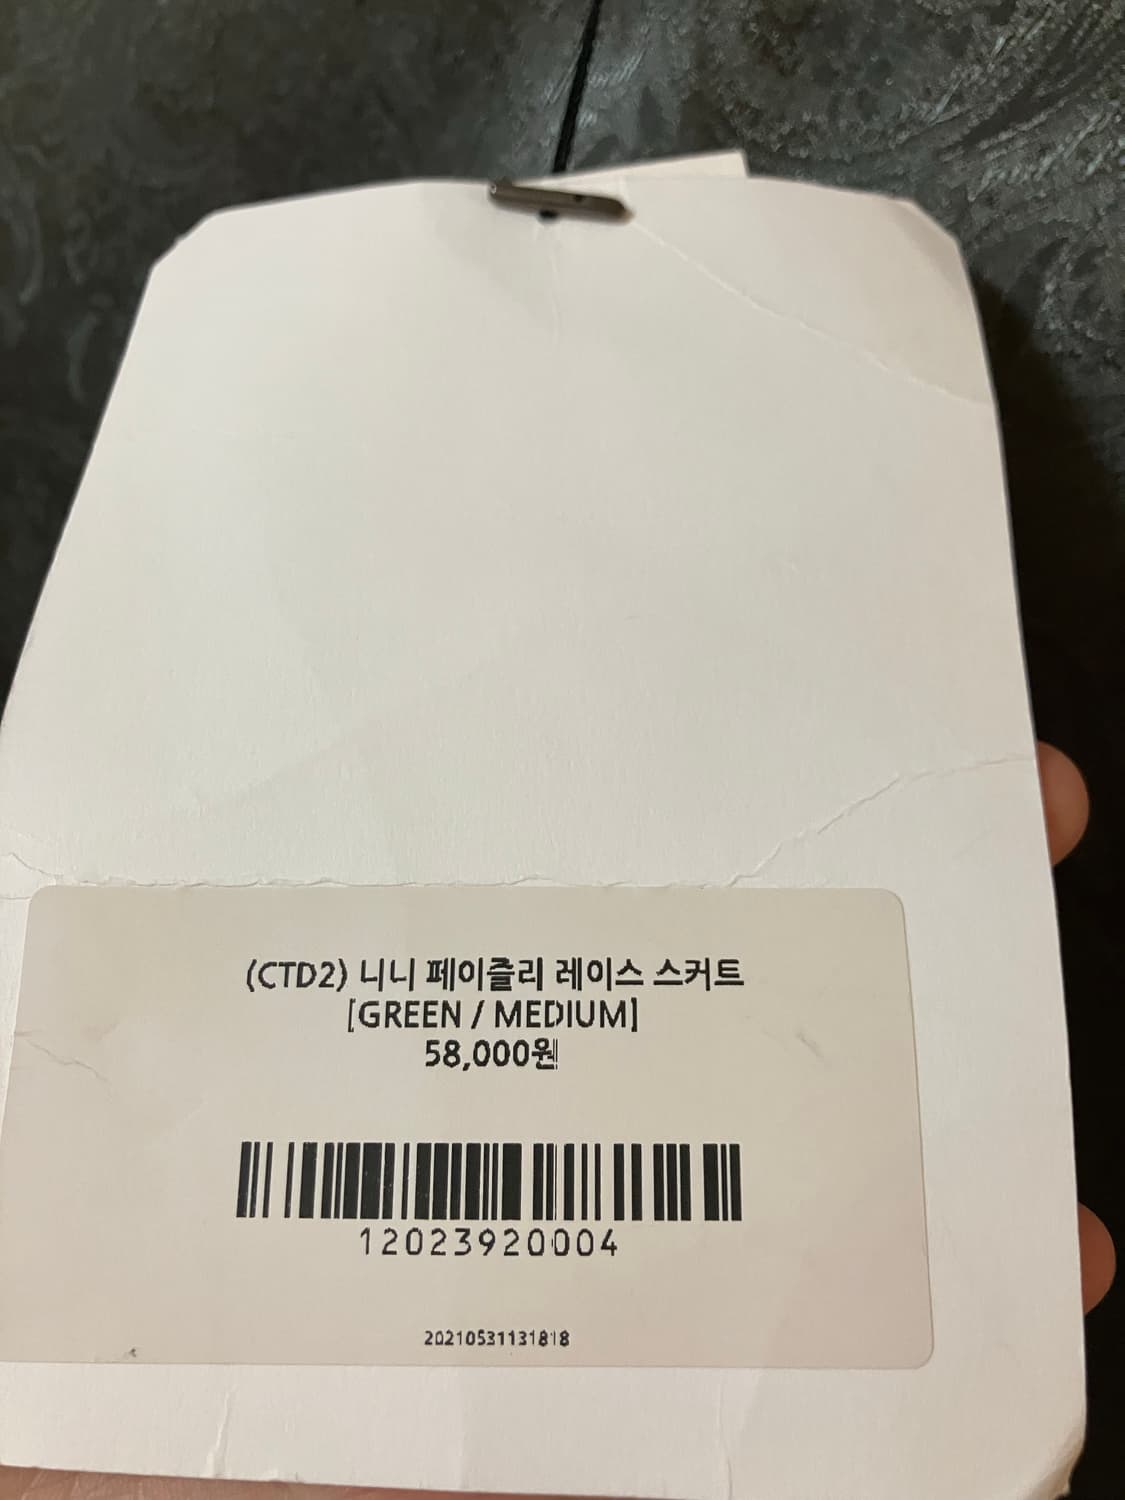 (CTD2) 니니 페이즐리 레이스 스커트
[GREEN / MEDIUM]
58,000원
12023920004
20210531131818